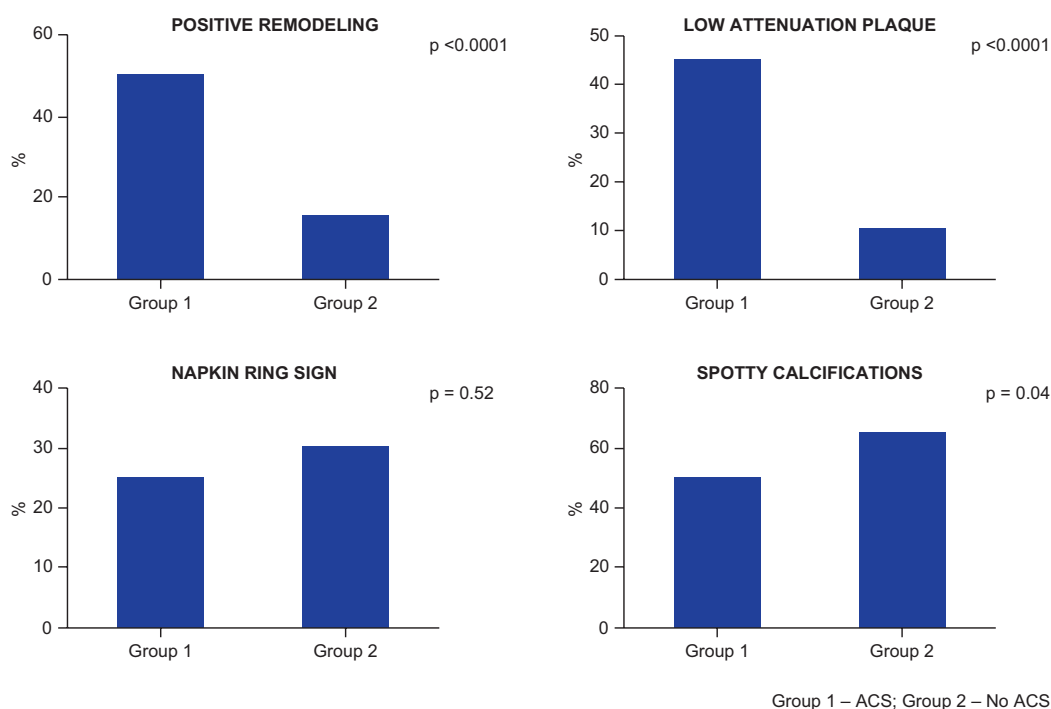 POSITIVE REMODELING
p <0.0001
60
40
20
0
%
Group 1 Group 2
LOW ATTENUATION PLAQUE
p <0.0001
50
40
30
20
10
0
%
Group 1 Group 2
NAPKIN RING SIGN
p = 0.52
40
30
20
10
0
%
Group 1 Group 2
SPOTTY CALCIFICATIONS
p = 0.04
80
60
40
20
0
%
Group 1 Group 2
Group 1 – ACS; Group 2 – No ACS